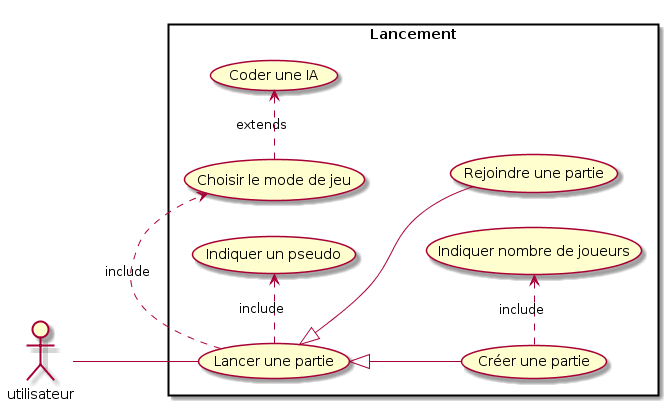 Lancement
Coder une IA
extends
Choisir le mode de jeu
Rejoindre une partie
Indiquer un pseudo
Indiquer nombre de joueurs
include
include
include
Lancer une partie
Créer une partie
utilisateur